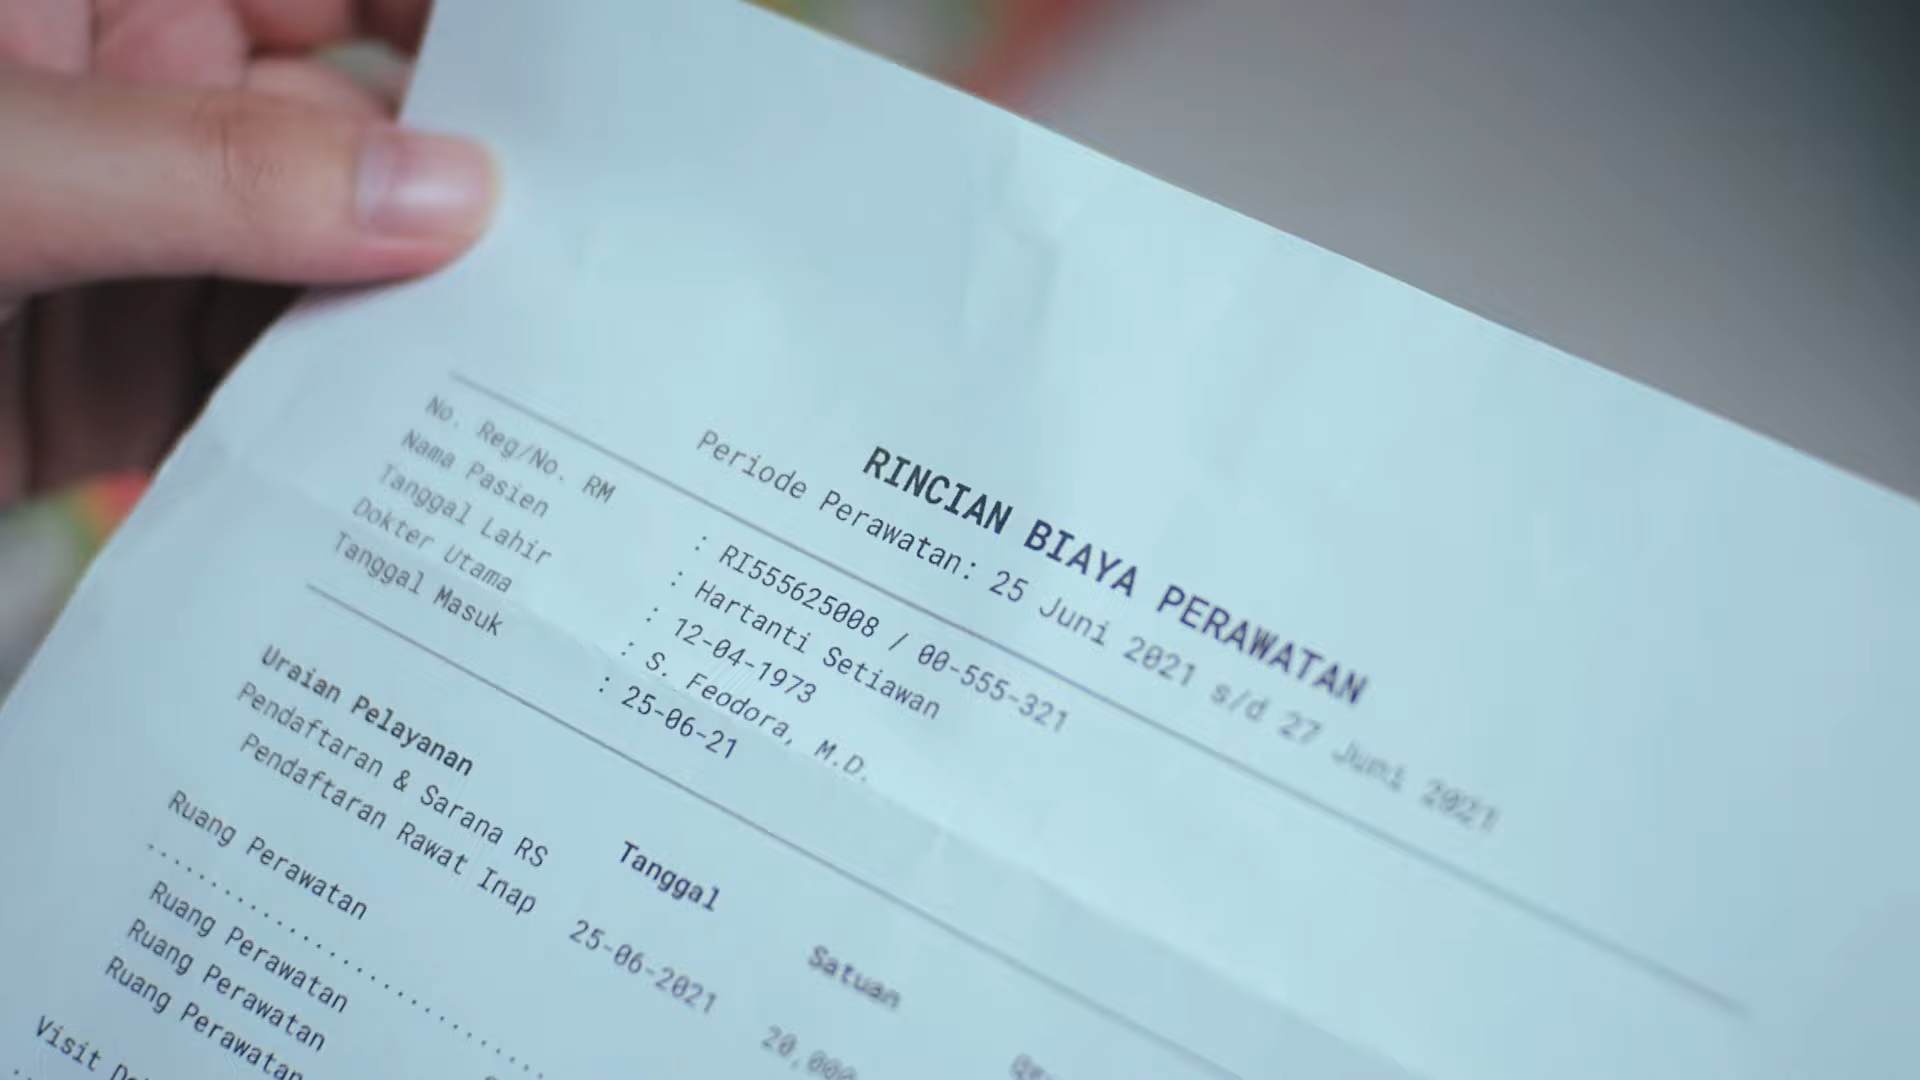 RINCIAN BIAYA PERAWATAN
Periode Perawatan: 25 Juni 2021 s/d 27 Juni 2021
No. Reg/No. RM : RI555625008 / 00-555-321
Nama Pasien : Hartanti Setiawan
Tanggal Lahir : 12-04-1973
Dokter Utama : S. Feodora, M.D.
Tanggal Masuk : 25-06-21
Uraian Pelayanan Tanggal Satuan
Pendaftaran & Sarana RS
Pendaftaran Rawat Inap 25-06-2021 20,000
Ruang Perawatan
Ruang Perawatan
Ruang Perawatan
Ruang Perawatan
Visit